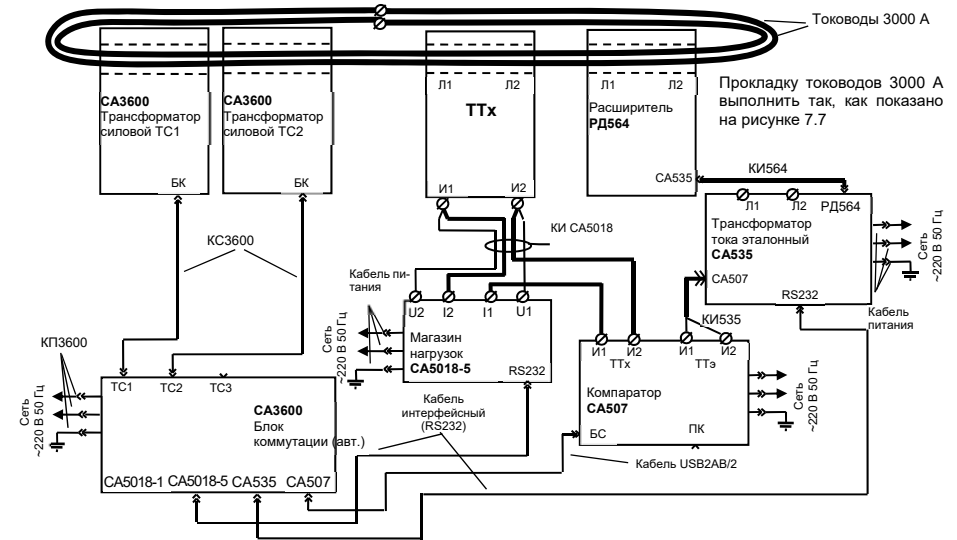 Тоководы 3000 А
Прокладку тоководов 3000 А
выполнить так, как показано
на рисунке 7.7
СА3600
Трансформатор
силовой ТС1
БК
СА3600
Трансформатор
силовой ТС2
БК
Л1 Л2
ТТх
И1 И2
Л1 Л2
Расширитель
РД564
СА535
КИ564
Л1 Л2 РД564
Трансформатор
тока эталонный
СА535
СА507
RS232
Сеть
~220 В 50 Гц
Кабель
питания
КС3600
КИ СА5018
Кабель пи-
тания
Сеть
~220 В 50 Гц
U2 I2 I1 U1
Магазин
нагрузок
СА5018-5
RS232
КИ535
И1 И2 И1 И2
ТТх ТТэ
Компаратор
СА507
БС ПК
Сеть
~220 В 50 Гц
КП3600
Сеть
~220 В 50 Гц
ТС1 ТС2 ТС3
СА3600
Блок
коммутации (авт.)
СА5018-1 СА5018-5 СА535 СА507
Кабель
интерфейсный
(RS232)
Кабель USB2AB/2